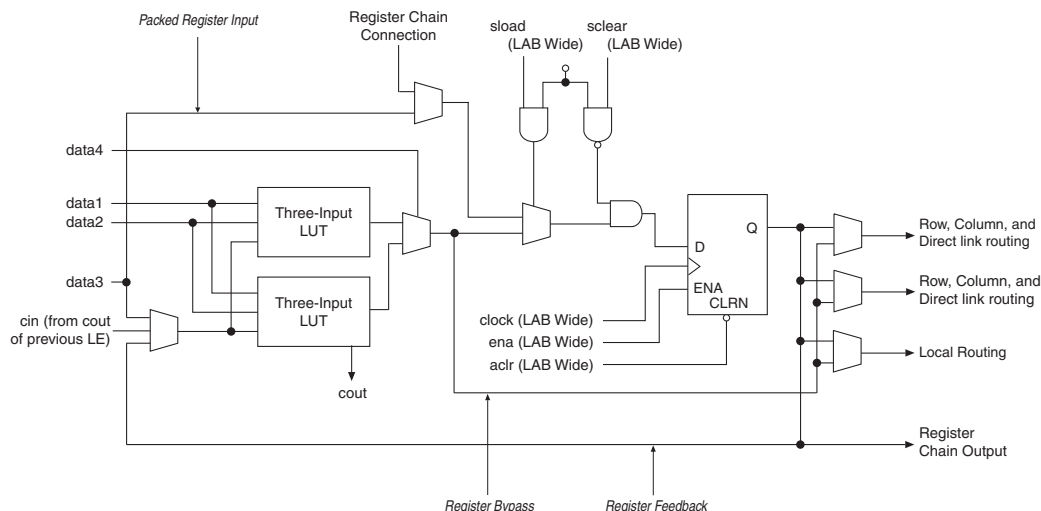 Packed Register Input
Register Chain
Connection
sload
(LAB Wide)
sclear
(LAB Wide)
data4
data1
data2
Three-Input
LUT
Q
Row, Column, and
Direct link routing
D
data3
Three-Input
LUT
ENA
CLRN
Row, Column, and
Direct link routing
cin (from cout
of previous LE)
clock (LAB Wide)
ena (LAB Wide)
aclr (LAB Wide)
Local Routing
cout
Register
Chain Output
Register Bypass
Register Feedback